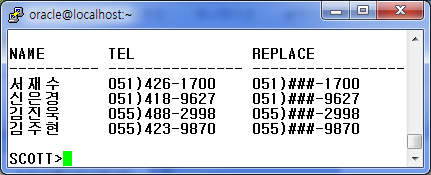 oracle@localhost:~
NAME TEL REPLACE
---------- --------------- --------------------
서재수 051)426-1700 051)###-1700
신은경 051)418-9627 051)###-9627
김진욱 055)488-2998 055)###-2998
김주현 055)423-9870 055)###-9870
SCOTT>